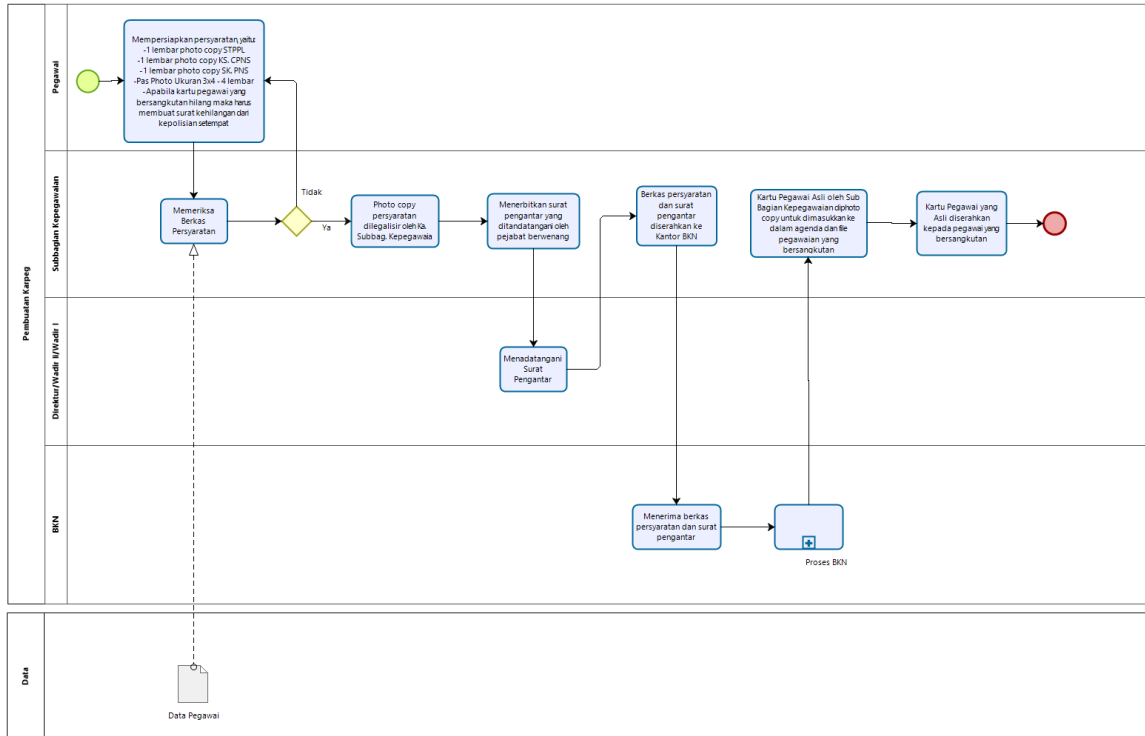 Pembuatan Karpeg
Pegawai
Mempersiapkan persyaratan, yaitu:
-1 lembar photo copy STPPL
-1 lembar photo copy KS. CPNS
-1 lembar photo copy SK. PNS
-Pas Photo Ukuran 3x4 - 4 lembar
-Apabila kartu pegawai yang
bersangkutan hilang maka harus
membuat surat kehilangan dari
kepolisian setempat
Subbagian Kepegawaian
Memeriksa
Berkas
Persyaratan
Tidak
Ya
Photo copy
persyaratan
dilegalisir oleh Ka.
Subbag. Kepegawaia
Menerbitkan surat
pengantar yang
ditandatangani oleh
pejabat berwenang
Berkas persyaratan
dan surat
pengantar
diserahkan ke
Kantor BKN
Kartu Pegawai Asli oleh Sub
Bagian Kepegawaian diphoto
copy untuk dimasukkan ke
dalam agenda dan file
pegawaian yang
bersangkutan
Kartu Pegawai yang
Asli diserahkan
kepada pegawai yang
bersangkutan
Direktur/Wadir II/Wadir I
Menadatangani
Surat
Pengantar
BKN
Menerima berkas
persyaratan dan surat
pengantar
Proses BKN
Data
Data Pegawai